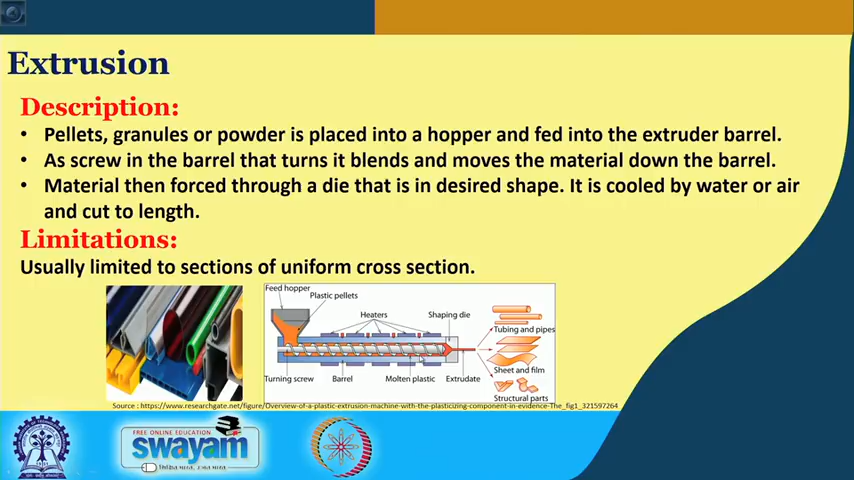 Extrusion
Description:
• Pellets, granules or powder is placed into a hopper and fed into the extruder barrel.
• As screw in the barrel that turns it blends and moves the material down the barrel.
• Material then forced through a die that is in desired shape. It is cooled by water or air
and cut to length.
Limitations:
Usually limited to sections of uniform cross section.
Feed hopper
Plastic pellets
Heaters
Shaping die
Tubing and pipes
Sheet and film
Turning screw
Barrel
Molten plastic
Extrudate
Structural parts
Source : https://www.researchgate.net/figure/Overview-of-a-plastic-extrusion-machine-with-the-plasticizing-component-in-evidence-The_fig1_321597264
FREE ONLINE EDUCATION
swayam